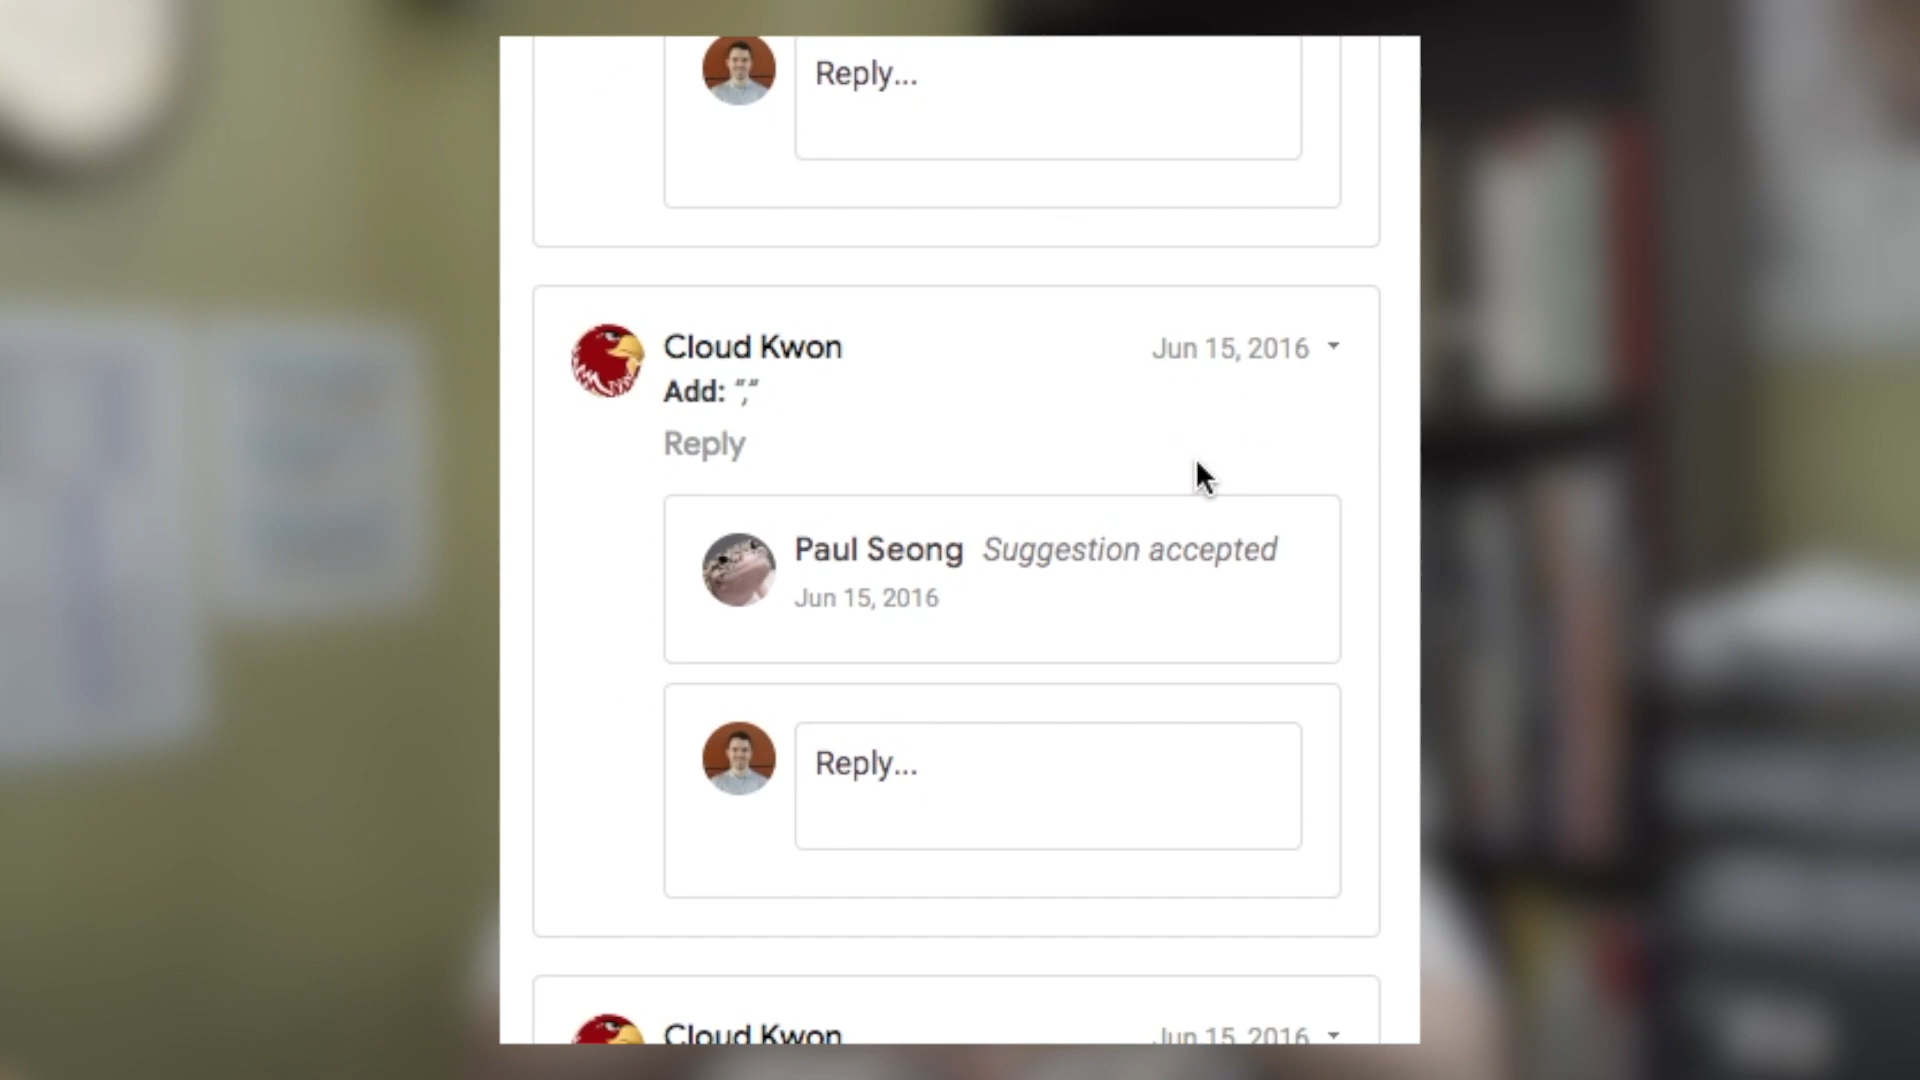 Reply...
Cloud Kwon
Jun 15, 2016
Add: “,”
Reply
Paul Seong Suggestion accepted
Jun 15, 2016
Reply...
Cloud Kwon
Jun 15, 2016